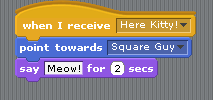 when I receive Here Kitty!
point towards Square Guy
say Meow! for 2 secs